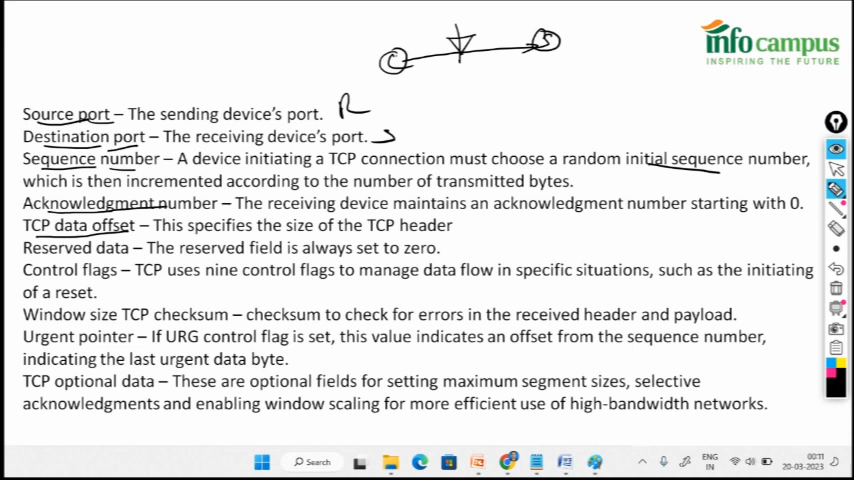 C
S
info campus
INSPIRING THE FUTURE
Source port – The sending device's port. R
Destination port – The receiving device's port. S
Sequence number – A device initiating a TCP connection must choose a random initial sequence number,
which is then incremented according to the number of transmitted bytes.
Acknowledgment number – The receiving device maintains an acknowledgment number starting with 0.
TCP data offset – This specifies the size of the TCP header
Reserved data – The reserved field is always set to zero.
Control flags – TCP uses nine control flags to manage data flow in specific situations, such as the initiating
of a reset.
Window size TCP checksum – checksum to check for errors in the received header and payload.
Urgent pointer – If URG control flag is set, this value indicates an offset from the sequence number,
indicating the last urgent data byte.
TCP optional data – These are optional fields for setting maximum segment sizes, selective
acknowledgments and enabling window scaling for more efficient use of high-bandwidth networks.
Search
ENG
IN
00:11
20-03-2023